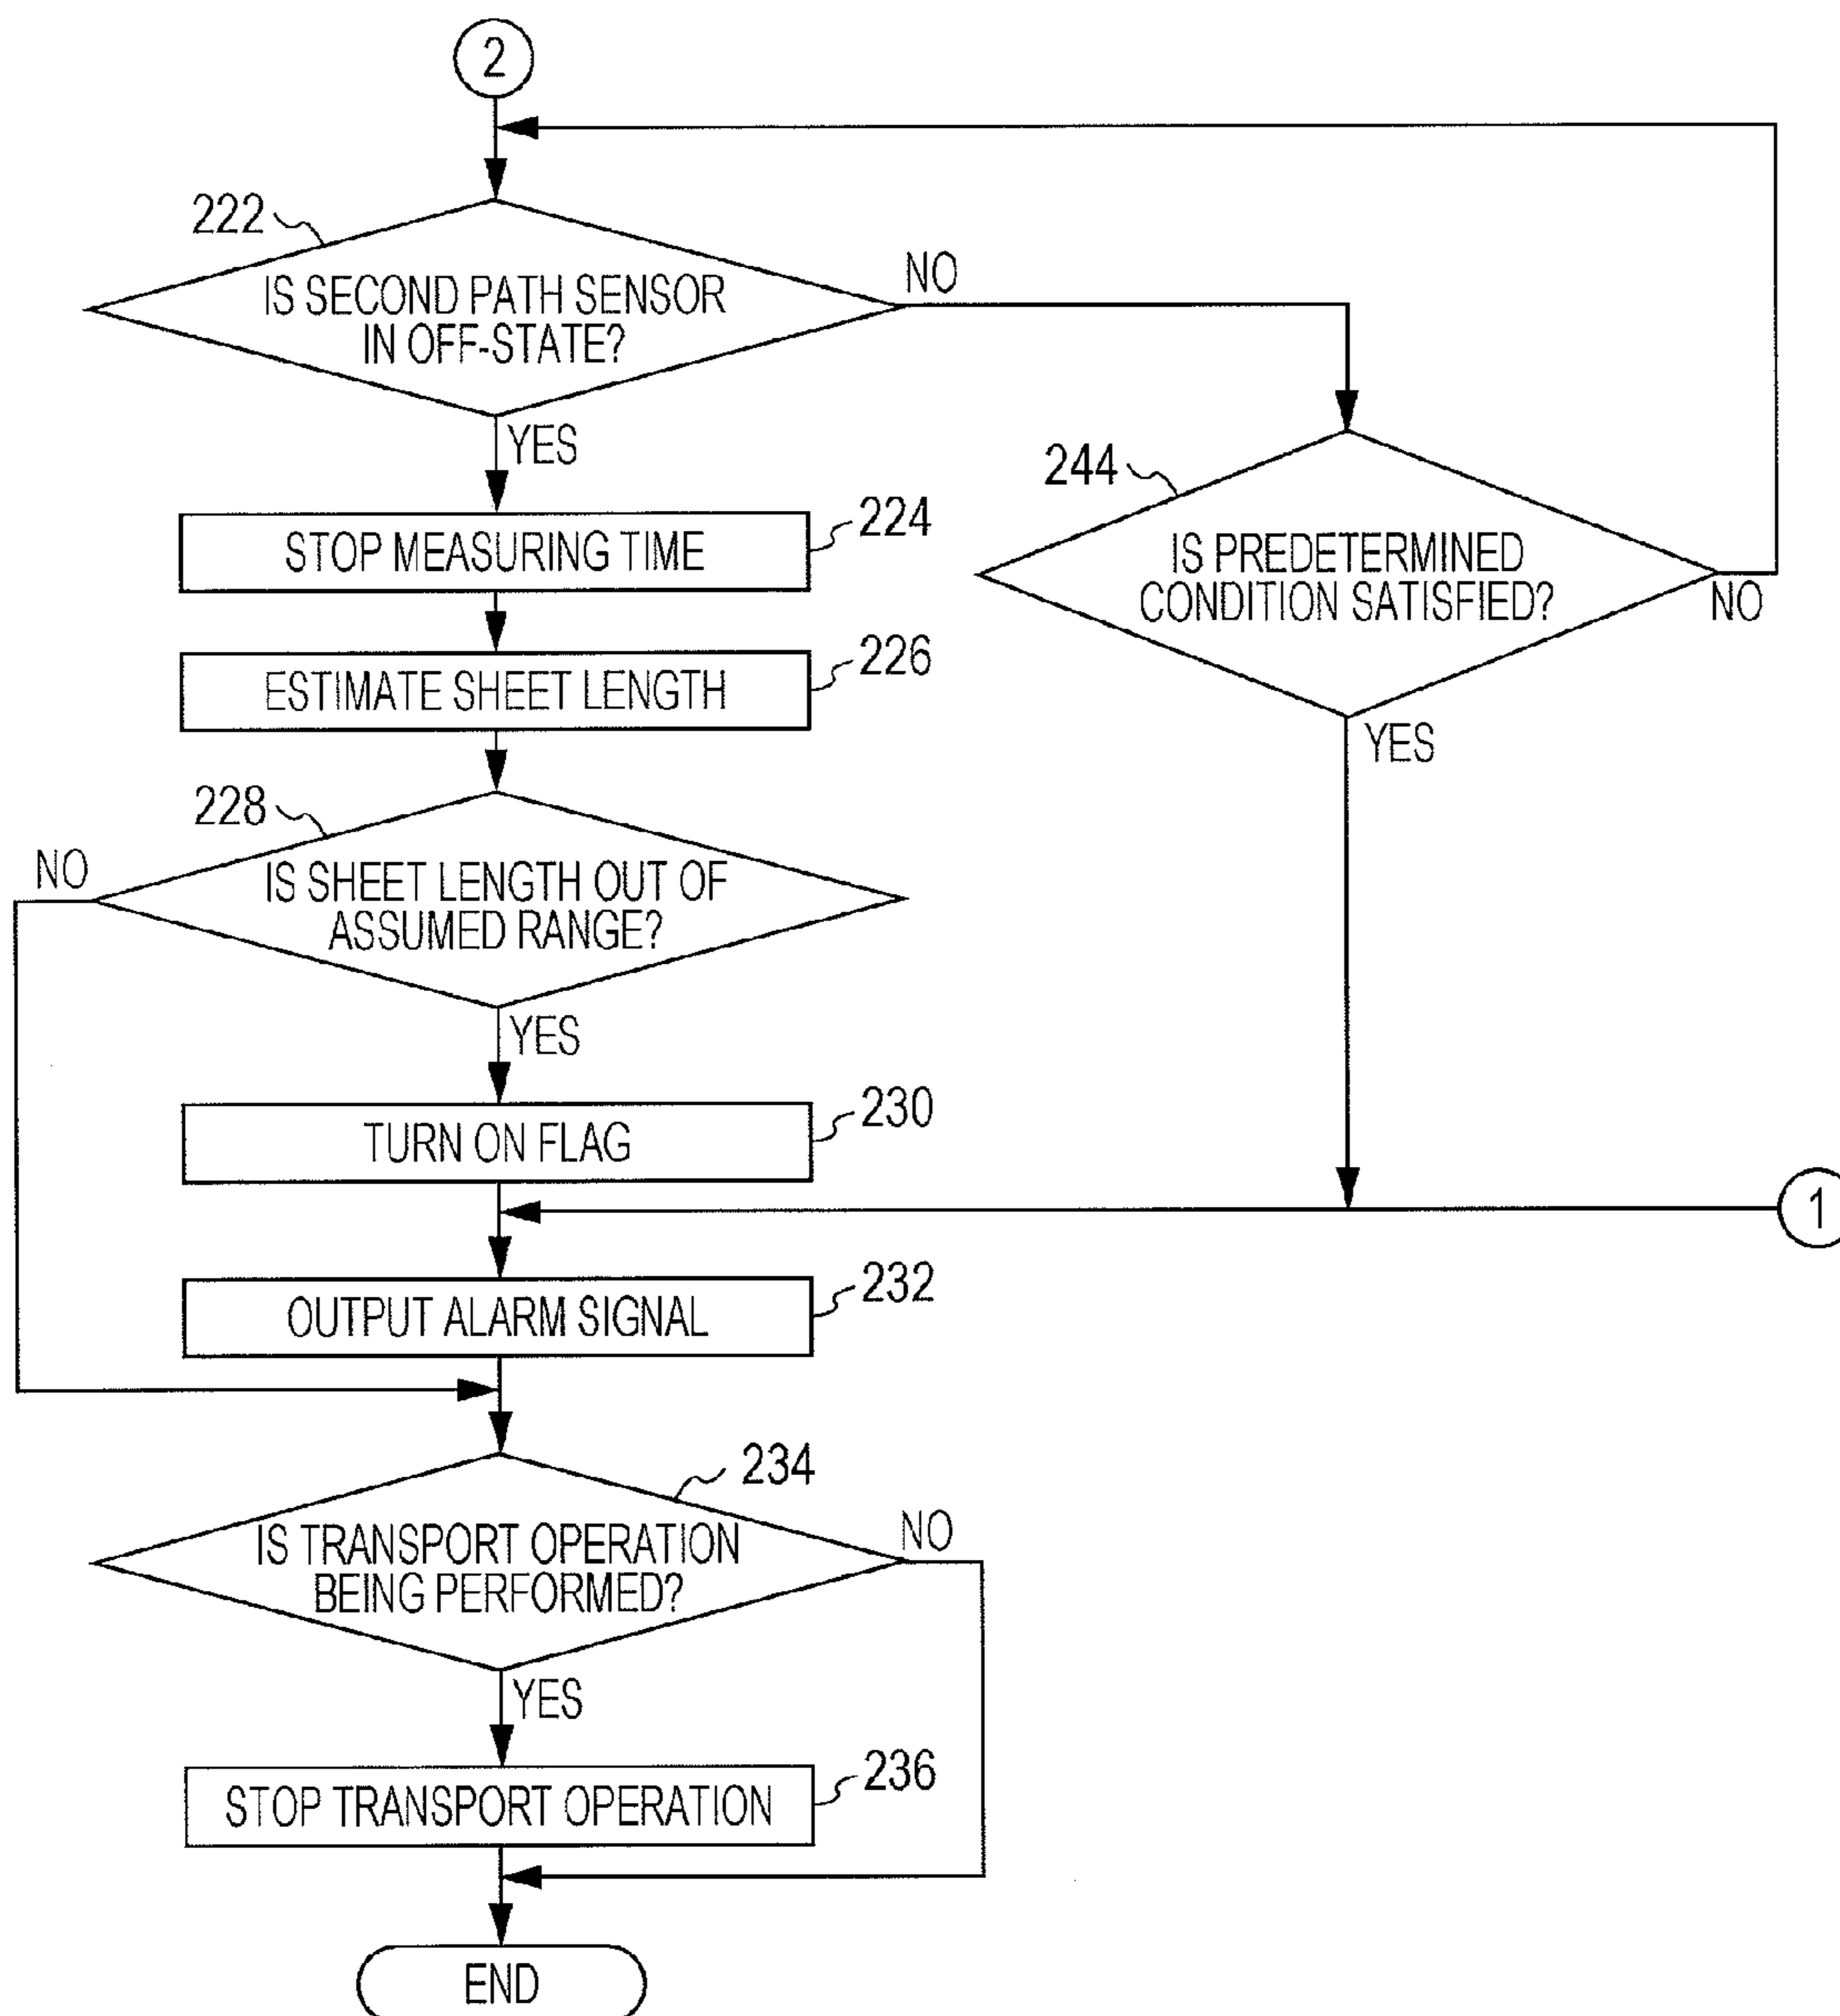 2
222
IS SECOND PATH SENSOR
IN OFF-STATE?
NO
YES
244
IS PREDETERMINED
CONDITION SATISFIED?
NO
YES
STOP MEASURING TIME
224
ESTIMATE SHEET LENGTH
226
228
NO
IS SHEET LENGTH OUT OF
ASSUMED RANGE?
YES
TURN ON FLAG
230
1
OUTPUT ALARM SIGNAL
232
234
IS TRANSPORT OPERATION
BEING PERFORMED?
NO
YES
STOP TRANSPORT OPERATION
236
END